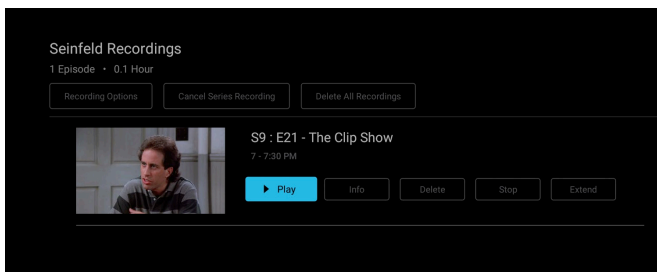 Seinfeld Recordings
1 Episode • 0.1 Hour
Recording Options Cancel Series Recording Delete All Recordings
S9 : E21 - The Clip Show
7 - 7:30 PM
Play Info Delete Stop Extend